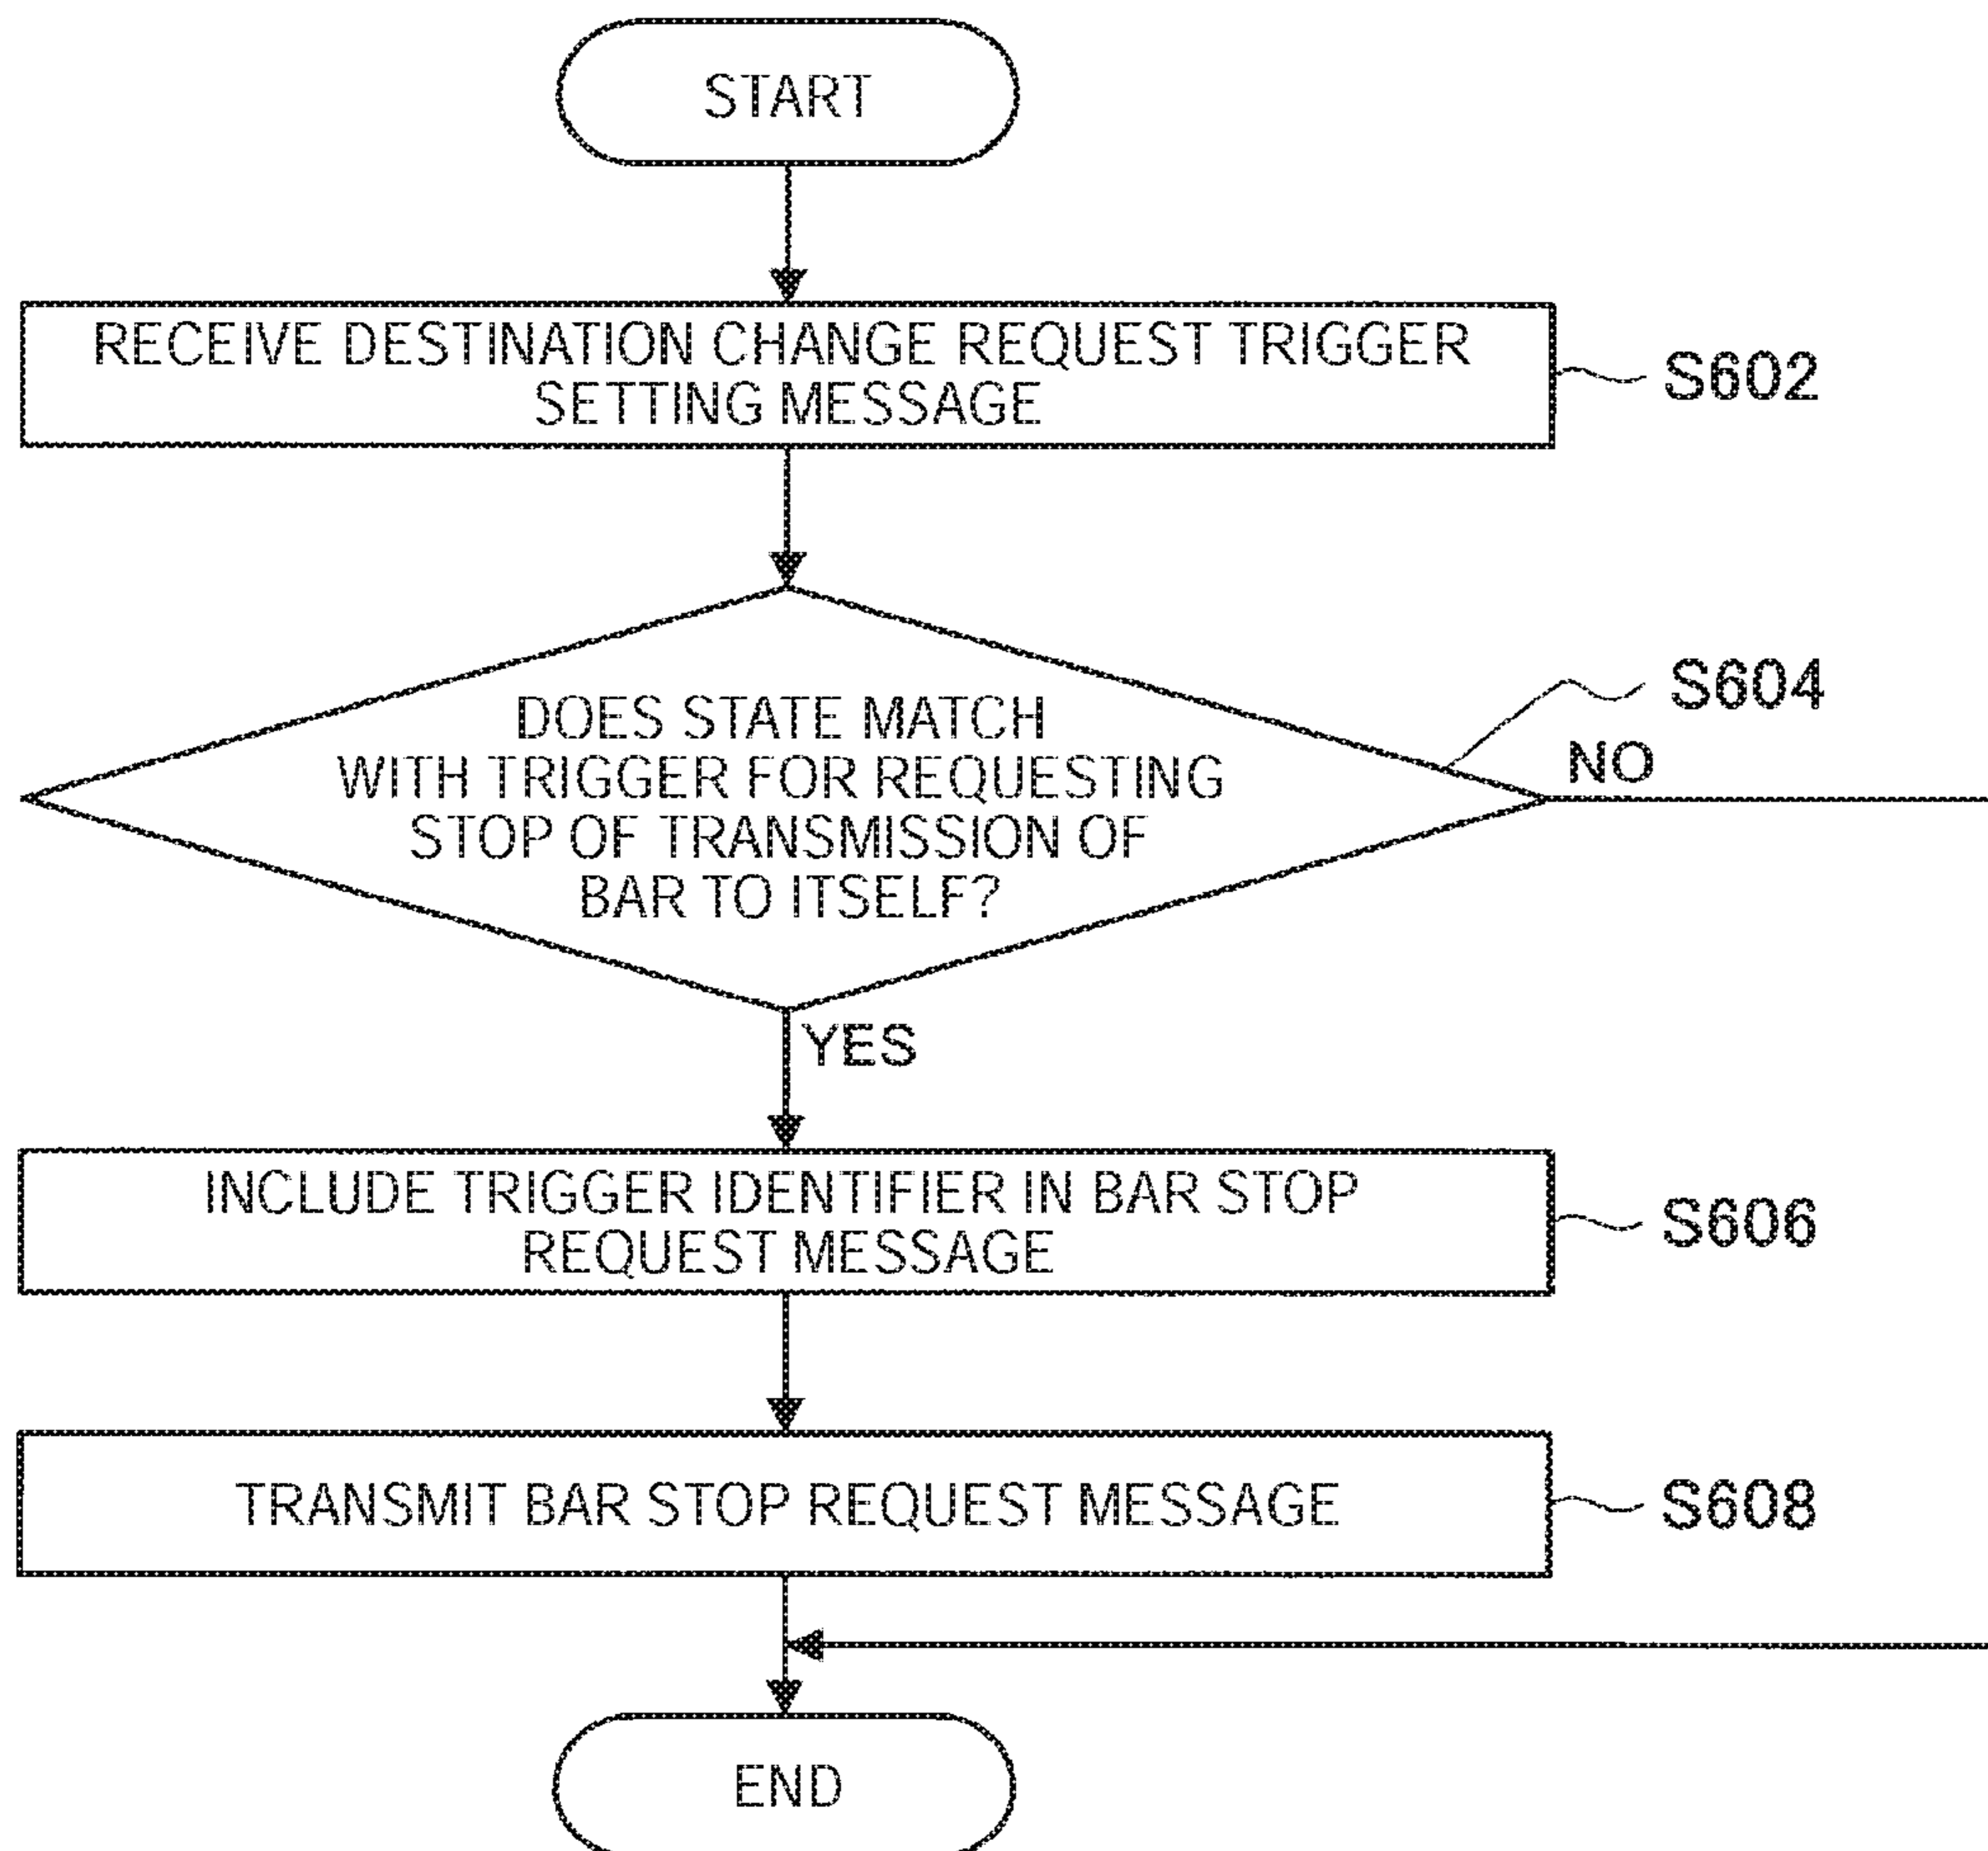 START
RECEIVE DESTINATION CHANGE REQUEST TRIGGER
SETTING MESSAGE
S602
DOES STATE MATCH
WITH TRIGGER FOR REQUESTING
STOP OF TRANSMISSION OF
BAR TO ITSELF?
S604
NO
YES
INCLUDE TRIGGER IDENTIFIER IN BAR STOP
REQUEST MESSAGE
S606
TRANSMIT BAR STOP REQUEST MESSAGE
S608
END